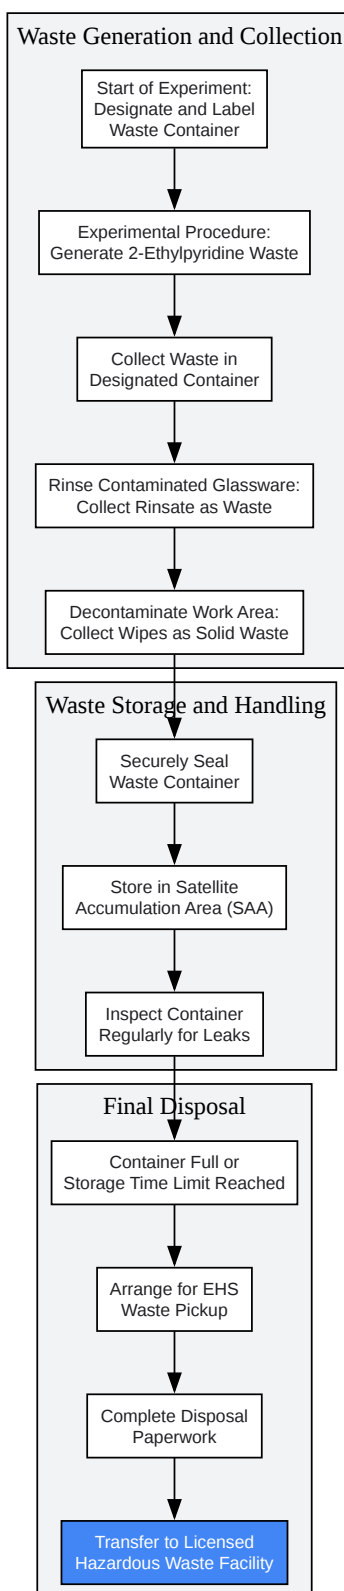 Waste Generation and Collection
Start of Experiment:
Designate and Label
Waste Container
Experimental Procedure:
Generate 2-Ethylpyridine Waste
Collect Waste in
Designated Container
Rinse Contaminated Glassware:
Collect Rinsate as Waste
Decontaminate Work Area:
Collect Wipes as Solid Waste
Waste Storage and Handling
Securely Seal
Waste Container
Store in Satellite
Accumulation Area (SAA)
Inspect Container
Regularly for Leaks
Final Disposal
Container Full or
Storage Time Limit Reached
Arrange for EHS
Waste Pickup
Complete Disposal
Paperwork
Transfer to Licensed
Hazardous Waste Facility